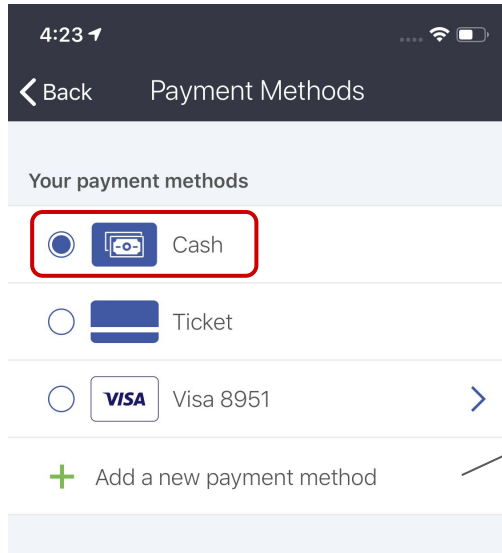 4:23
Back Payment Methods
Your payment methods
Cash
Ticket
VISA Visa 8951
Add a new payment method